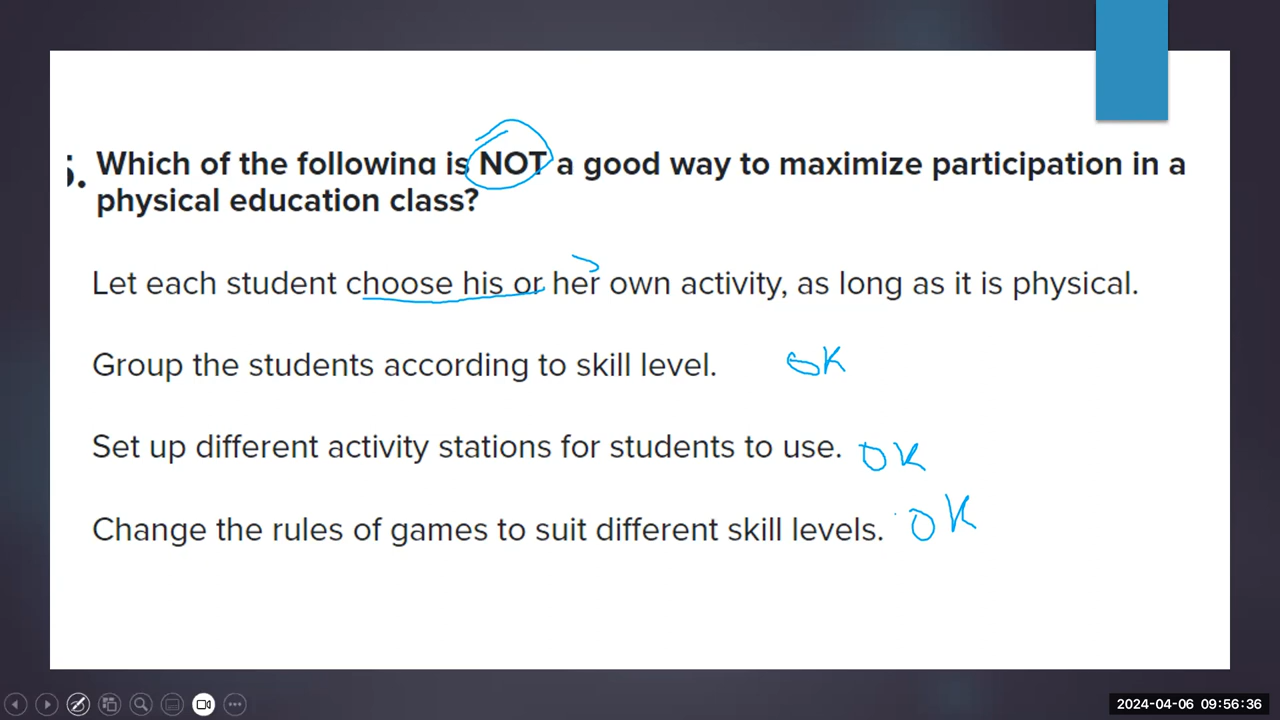 5. Which of the following is NOT a good way to maximize participation in a
physical education class?
Let each student choose his or her own activity, as long as it is physical.
Group the students according to skill level. OK
Set up different activity stations for students to use. OK
Change the rules of games to suit different skill levels. OK
2024-04-06 09:56:36